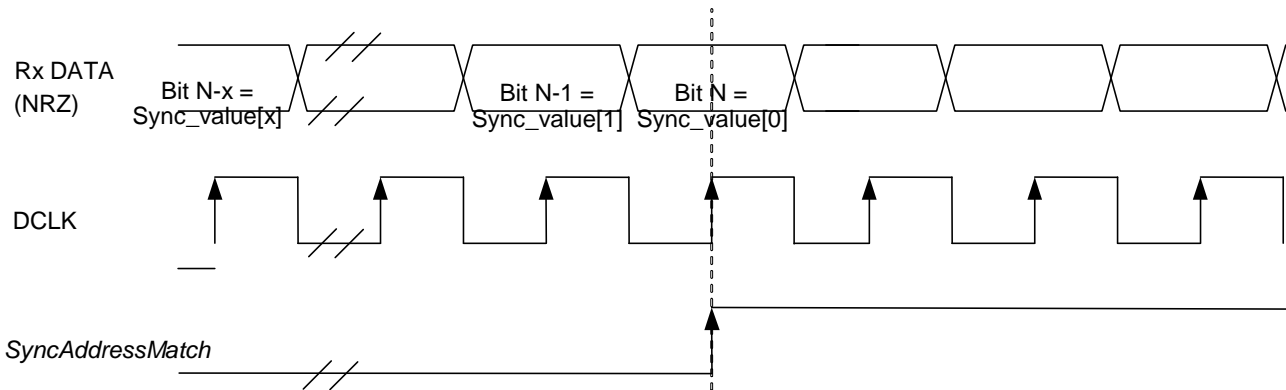 Rx DATA
(NRZ)
Bit N-x =
Sync_value[x]
Bit N-1 =
Sync_value[1]
Bit N =
Sync_value[0]
DCLK
SyncAddressMatch